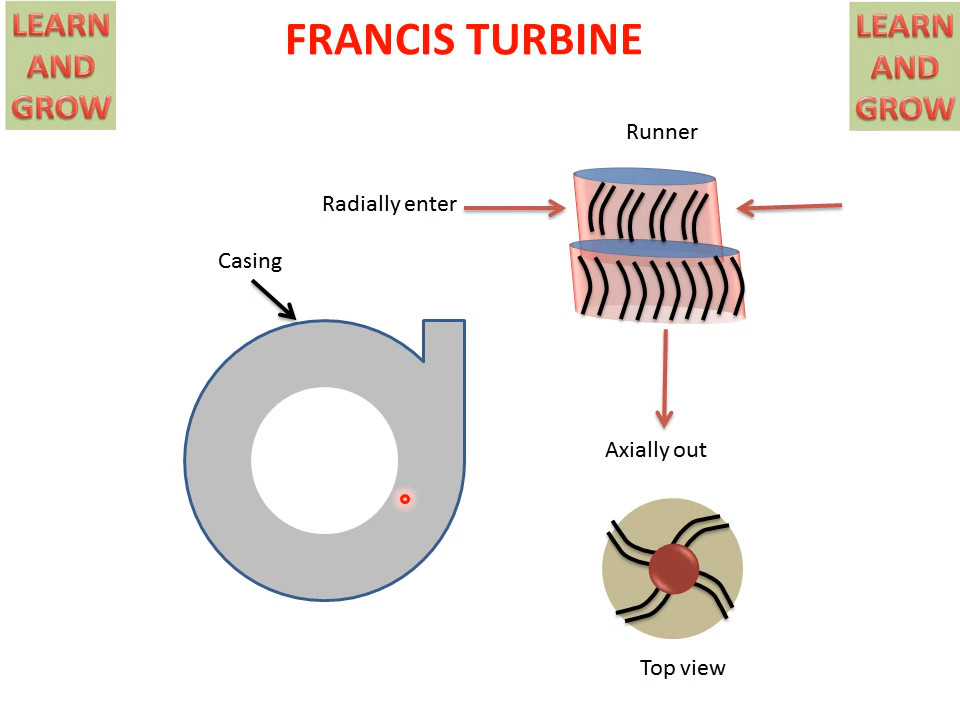 LEARN
AND
GROW
FRANCIS TURBINE
LEARN
AND
GROW
Runner
Radially enter
Casing
Axially out
Top view